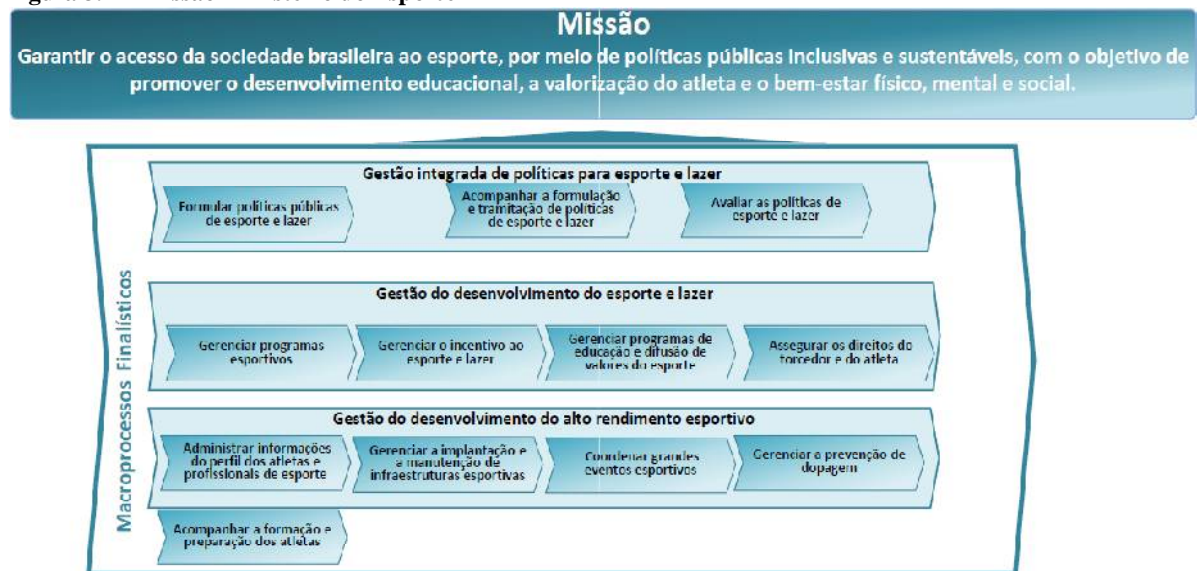 Missão
Garantir o acesso da sociedade brasileira ao esporte, por meio de políticas públicas inclusivas e sustentáveis, com o objetivo de
promover o desenvolvimento educacional, a valorização do atleta e o bem-estar físico, mental e social.
Macroprocessos Finalísticos
Gestão integrada de políticas para esporte e lazer
Formular políticas públicas
de esporte e lazer
Acompanhar a formulação
e tramitação de políticas
de esporte e lazer
Avaliar as políticas de
esporte e lazer
Gestão do desenvolvimento do esporte e lazer
Gerenciar programas
esportivos
Gerenciar o incentivo ao
esporte e lazer
Gerenciar programas de
educação e difusão de
valores do esporte
Assegurar os direitos do
torcedor e do atleta
Gestão do desenvolvimento do alto rendimento esportivo
Administrar informações
do perfil dos atletas e
profissionais de esporte
Gerenciar a implantação e
a manutenção de
infraestruturas esportivas
Coordenar grandes
eventos esportivos
Gerenciar a prevenção de
dopagem
Acompanhar a formação e
preparação dos atletas